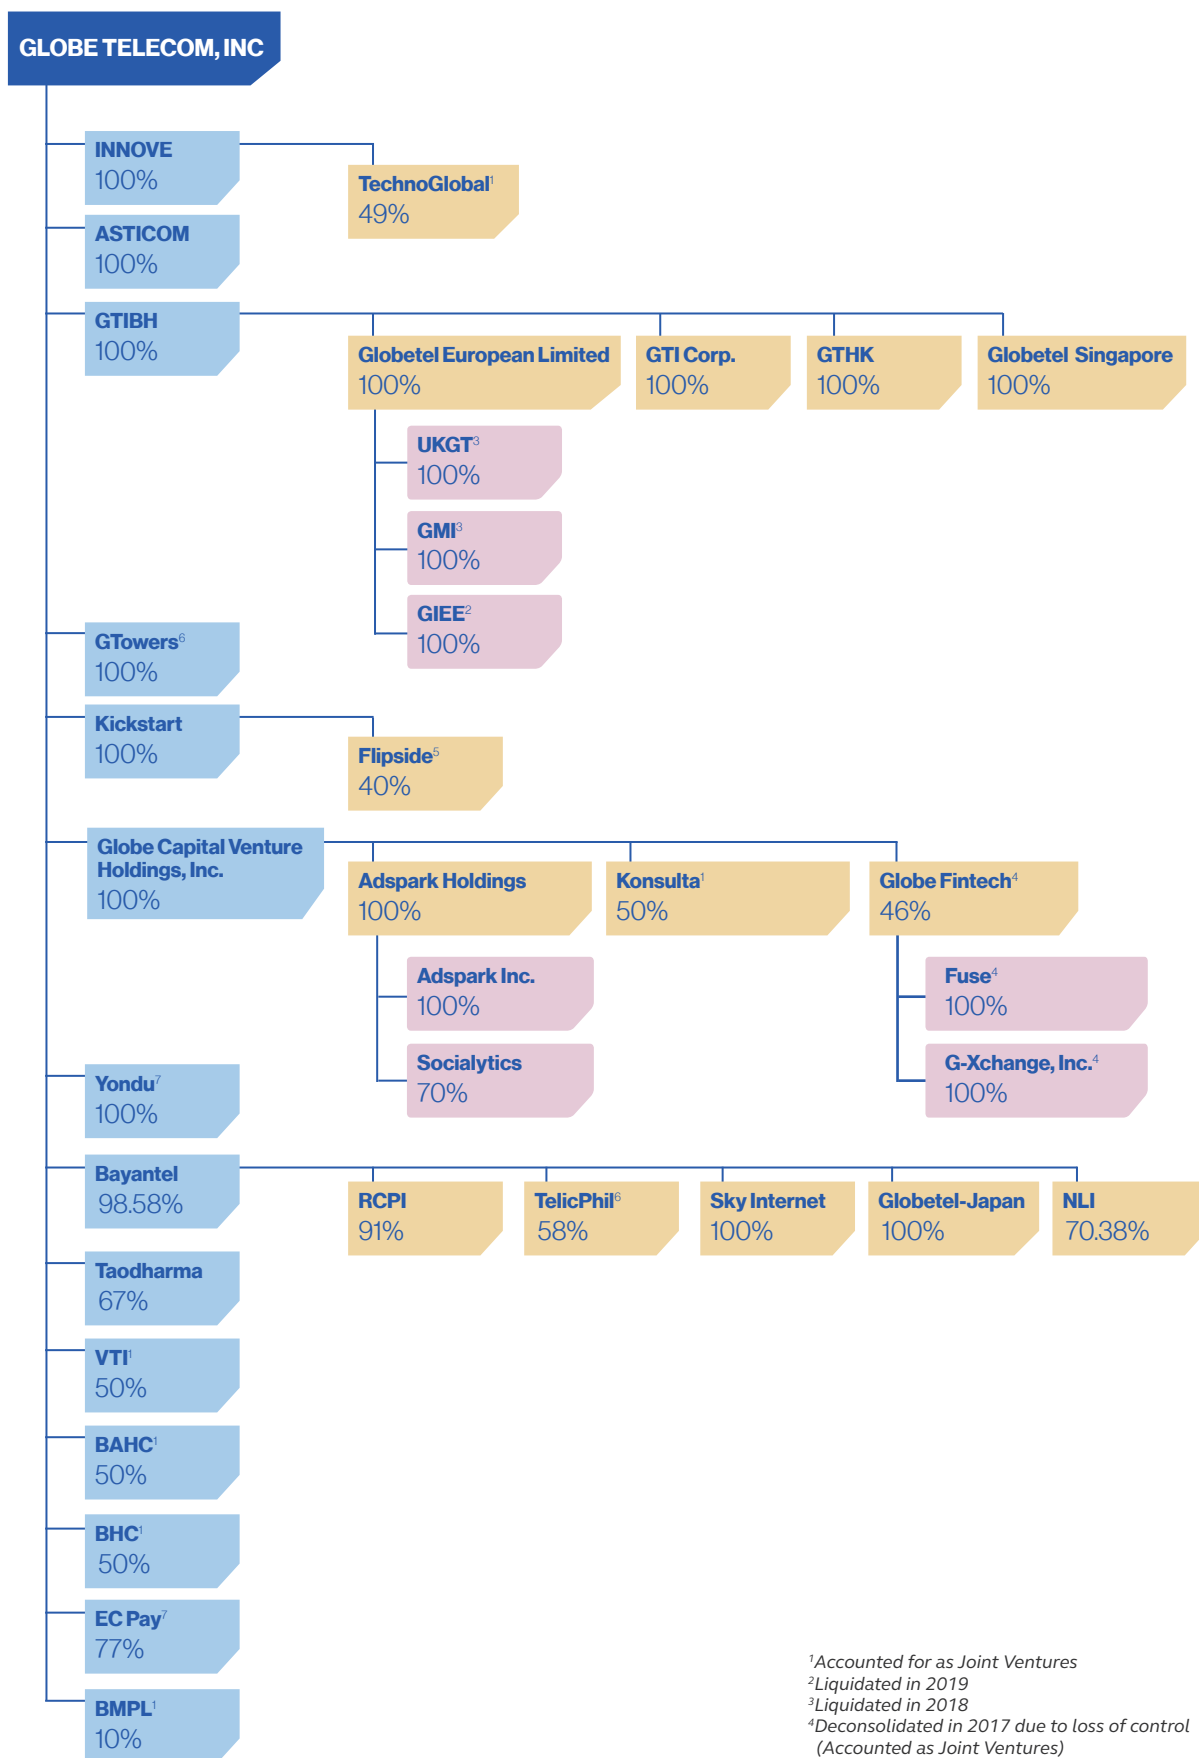 GLOBE TELECOM, INC
INNOVE
100%
TechnoGlobal¹
49%
ASTICOM
100%
GTIBH
100%
Globetel European Limited
100%
GTI Corp.
100%
GTHK
100%
Globetel Singapore
100%
UKGT³
100%
GMI³
100%
GIEE²
100%
GTowers⁶
100%
Kickstart
100%
Flipside⁵
40%
Globe Capital Venture
Holdings, Inc.
100%
Adspark Holdings
100%
Konsulta¹
50%
Globe Fintech⁴
46%
Adspark Inc.
100%
Socialytics
70%
Fuse⁴
100%
G-Xchange, Inc.⁴
100%
Yondu⁷
100%
Bayantel
98.58%
RCPI
91%
TelicPhil⁶
58%
Sky Internet
100%
Globetel-Japan
100%
NLI
70.38%
Taodharma
67%
VTI¹
50%
BAHC¹
50%
BHC¹
50%
EC Pay⁷
77%
BMPL¹
10%
¹Accounted for as Joint Ventures
²Liquidated in 2019
³Liquidated in 2018
⁴Deconsolidated in 2017 due to loss of control
(Accounted as Joint Ventures)